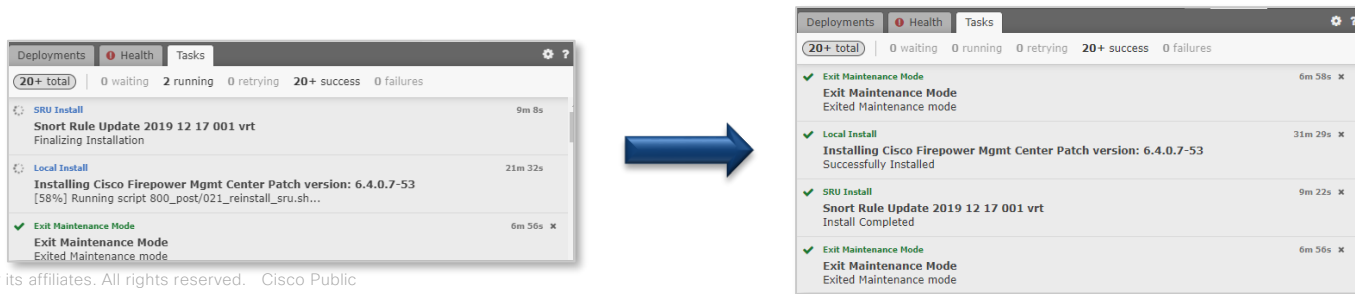 Deployments Health Tasks ?
20+ total 0 waiting 2 running 0 retrying 20+ success 0 failures
SRU Install 9m 8s
Snort Rule Update 2019 12 17 001 vrt
Finalizing Installation
Local Install 21m 32s
Installing Cisco Firepower Mgmt Center Patch version: 6.4.0.7-53
[58%] Running script 800_post/021_reinstall_sru.sh...
Exit Maintenance Mode 6m 56s
Exit Maintenance Mode
Exited Maintenance mode
its affiliates. All rights reserved. Cisco Public
Deployments Health Tasks ?
20+ total 0 waiting 0 running 0 retrying 20+ success 0 failures
Exit Maintenance Mode 6m 58s
Exit Maintenance Mode
Exited Maintenance mode
Local Install 31m 29s
Installing Cisco Firepower Mgmt Center Patch version: 6.4.0.7-53
Successfully Installed
SRU Install 9m 22s
Snort Rule Update 2019 12 17 001 vrt
Install Completed
Exit Maintenance Mode 6m 56s
Exit Maintenance Mode
Exited Maintenance mode